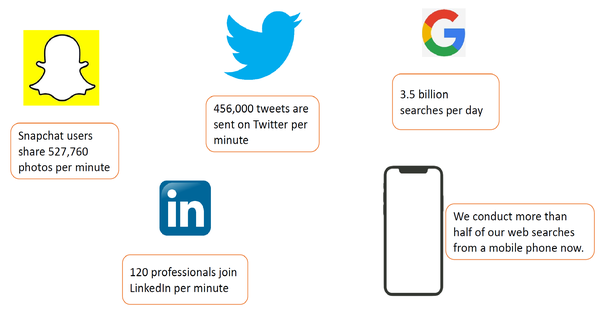 Snapchat users
share 527,760
photos per minute
456,000 tweets are
sent on Twitter per
minute
3.5 billion
searches per day
in
120 professionals join
LinkedIn per minute
We conduct more than
half of our web searches
from a mobile phone now.